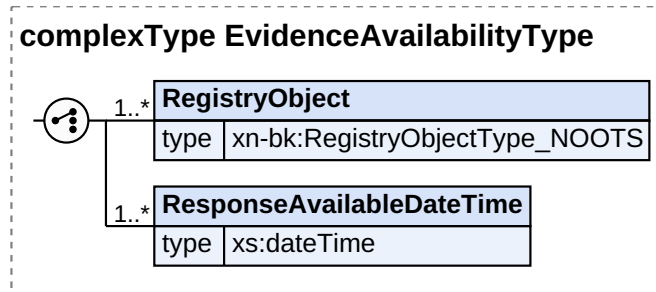 complexType EvidenceAvailabilityType
1..* RegistryObject
type xn-bk:RegistryObjectType_NOOTS
1..* ResponseAvailableDateTime
type xs:dateTime